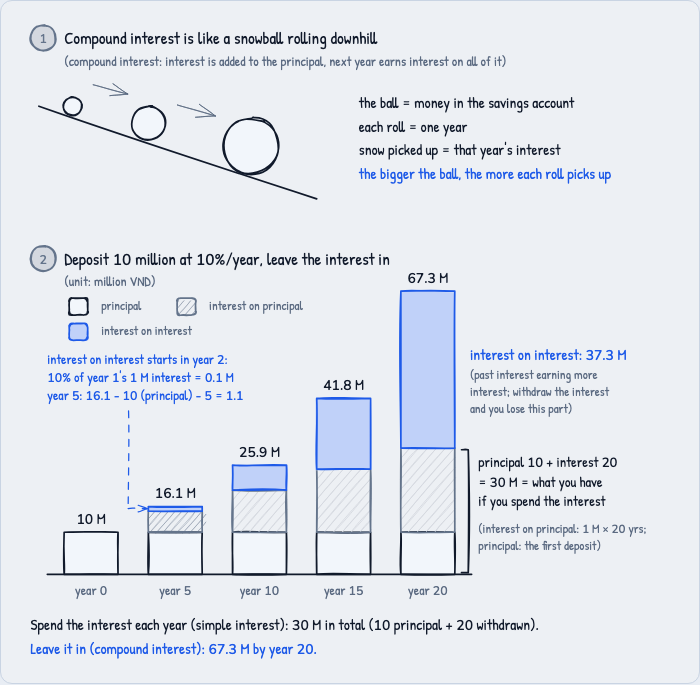 1
Compound interest is like a snowball rolling downhill
(compound interest: interest is added to the principal, next year earns interest on all of it)
the ball = money in the savings account
each roll = one year
snow picked up = that year's interest
the bigger the ball, the more each roll picks up
2
Deposit 10 million at 10%/year, leave the interest in
(unit: million VND)
principal
interest on principal
interest on interest
interest on interest starts in year 2:
10% of year 1's 1 M interest = 0.1 M
year 5: 16.1 - 10 (principal) - 5 = 1.1
10 M
16.1 M
25.9 M
41.8 M
67.3 M
interest on interest: 37.3 M
(past interest earning more
interest; withdraw the interest
and you lose this part)
principal 10 + interest 20
= 30 M = what you have
if you spend the interest
(interest on principal: 1 M × 20 yrs;
principal: the first deposit)
year 0
year 5
year 10
year 15
year 20
Spend the interest each year (simple interest): 30 M in total (10 principal + 20 withdrawn).
Leave it in (compound interest): 67.3 M by year 20.